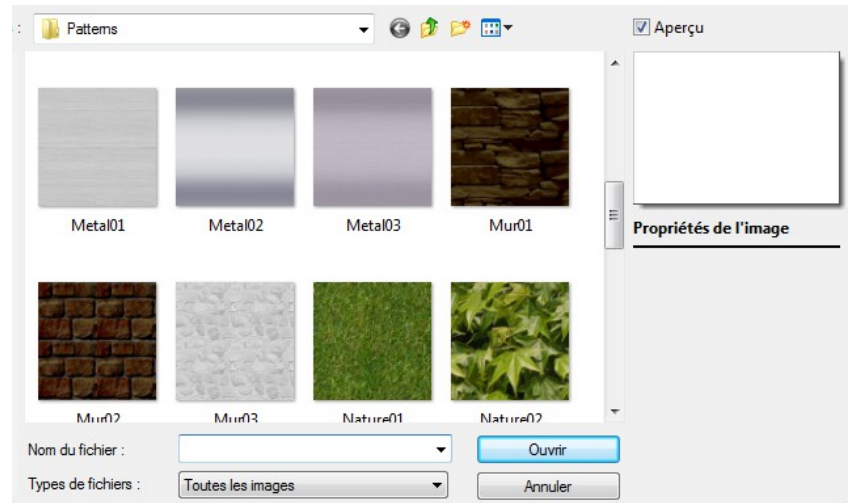 Patterns
Aperçu
Metal01
Metal02
Metal03
Mur01
Propriétés de l'image
Mur02
Mur03
Nature01
Nature02
Nom du fichier :
Ouvrir
Types de fichiers :
Toutes les images
Annuler